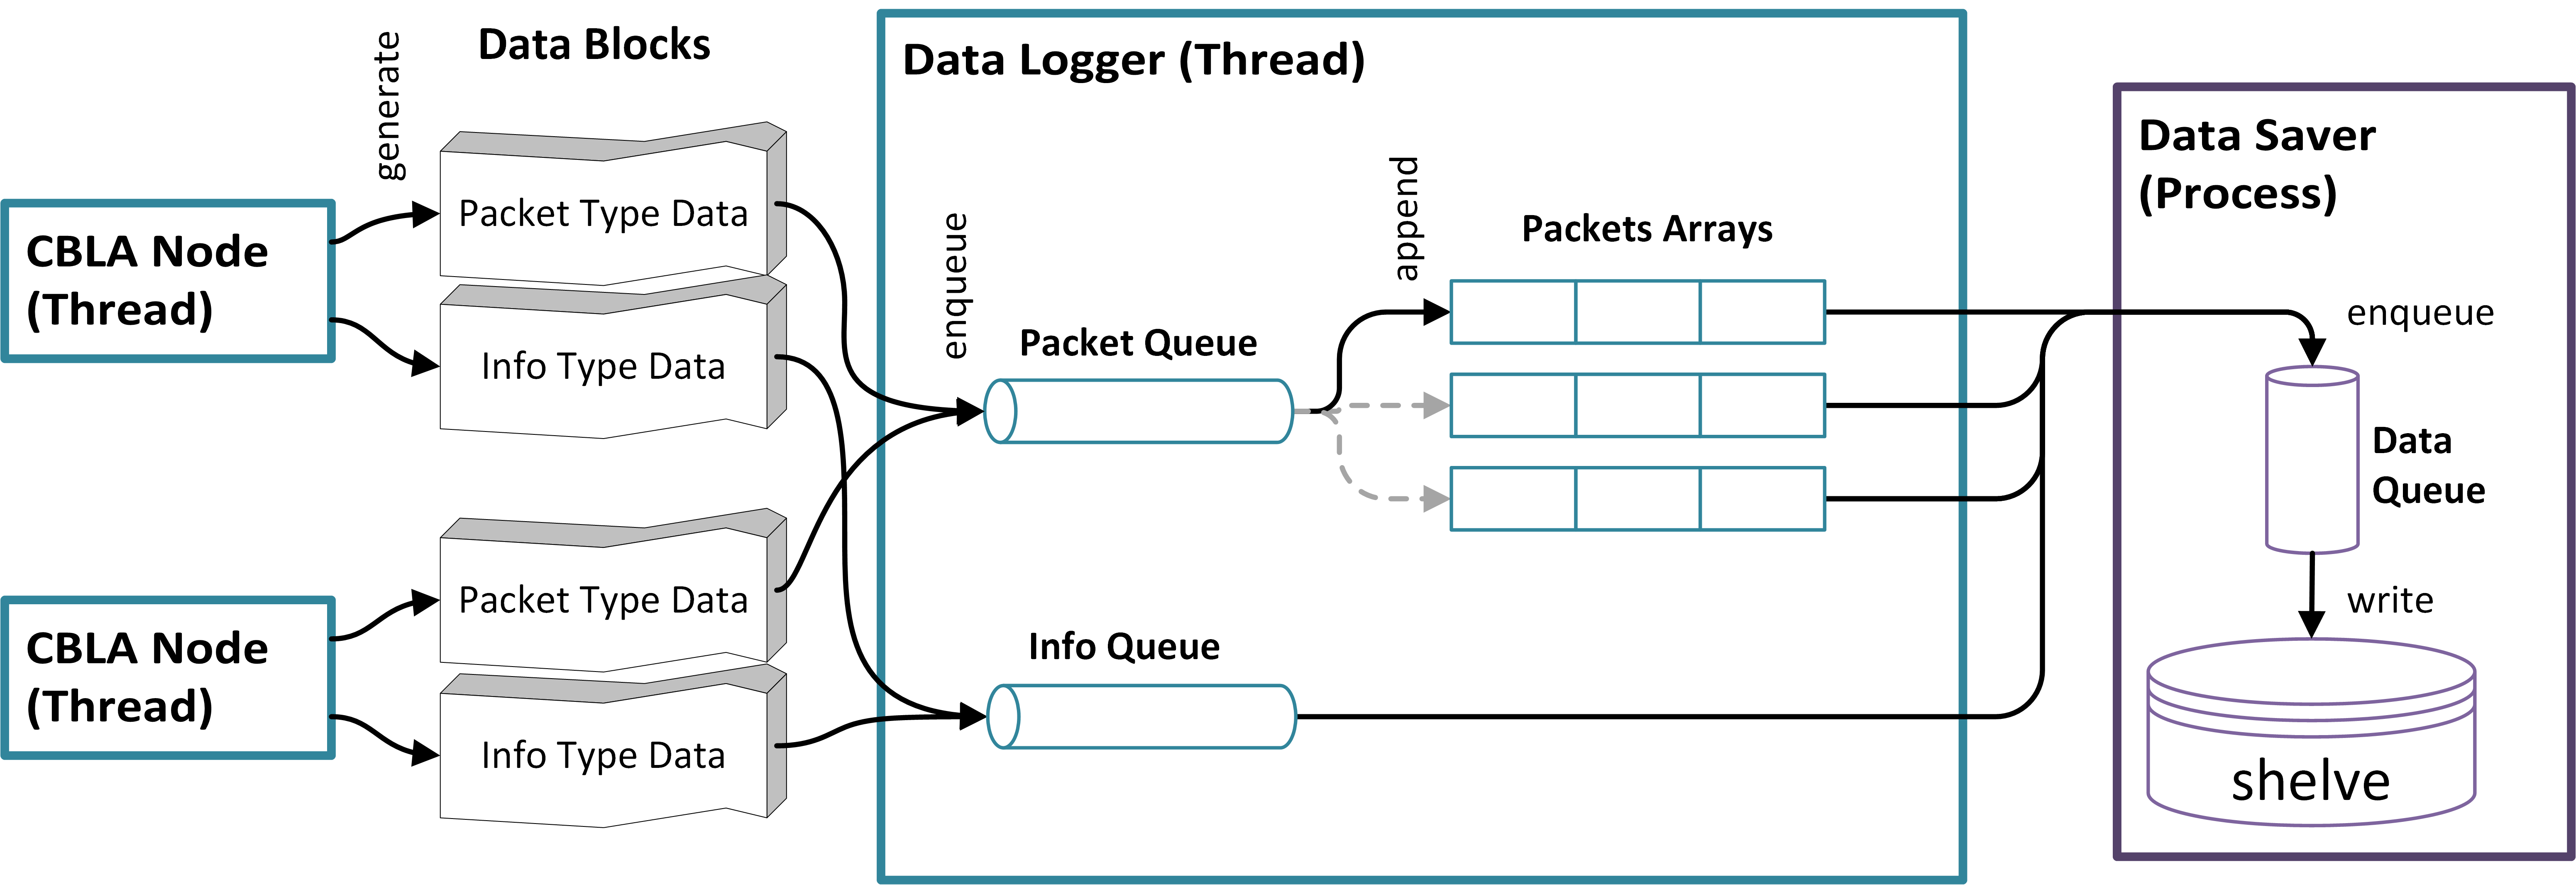 generate
Data Blocks
CBLA Node
(Thread)
Packet Type Data
Info Type Data
CBLA Node
(Thread)
Packet Type Data
Info Type Data
Data Logger (Thread)
enqueue
Packet Queue
append
Packets Arrays
Info Queue
Data Saver
(Process)
enqueue
Data
Queue
write
shelve